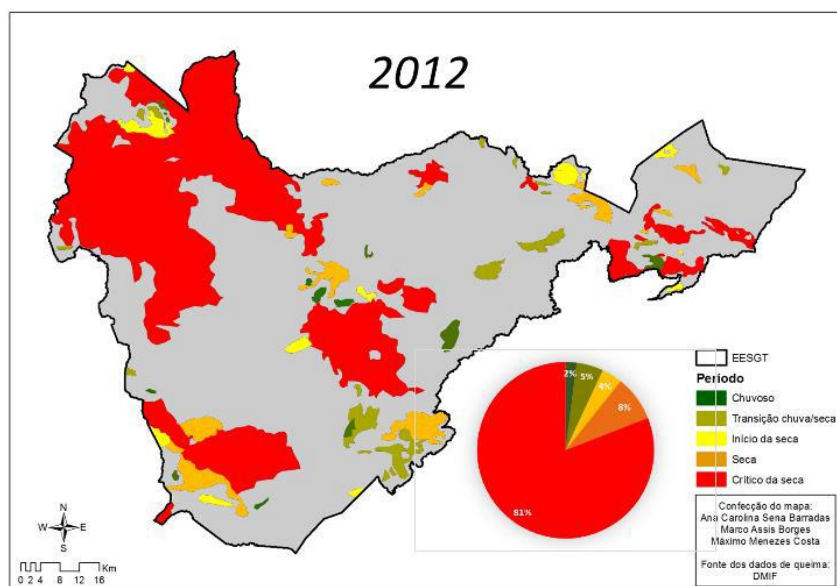 2012
2%
5%
4%
8%
81%
EESGT
Período
Chuvoso
Transição chuva/seca
Início da seca
Seca
Crítico da seca
N
W E
S
0 2 4 8 12 16 Km
Confecção do mapa:
Ana Carolina Sena Barradas
Marco Assis Borges
Máximo Menezes Costa
Fonte dos dados de queima:
DMIF